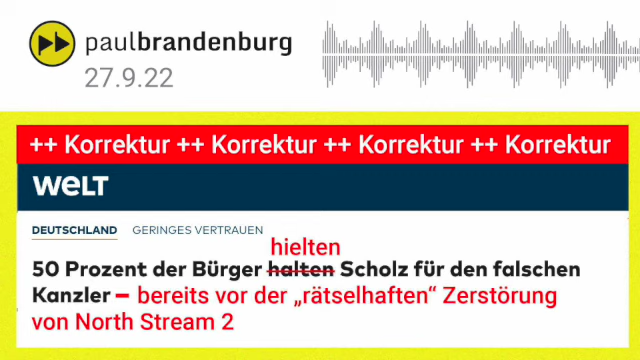 paulbrandenburg
27.9.22
++ Korrektur ++ Korrektur ++ Korrektur ++ Korrektur
WELT
DEUTSCHLAND GERINGES VERTRAUEN
hielten
50 Prozent der Bürger halten Scholz für den falschen
Kanzler – bereits vor der „rätselhaften“ Zerstörung
von North Stream 2